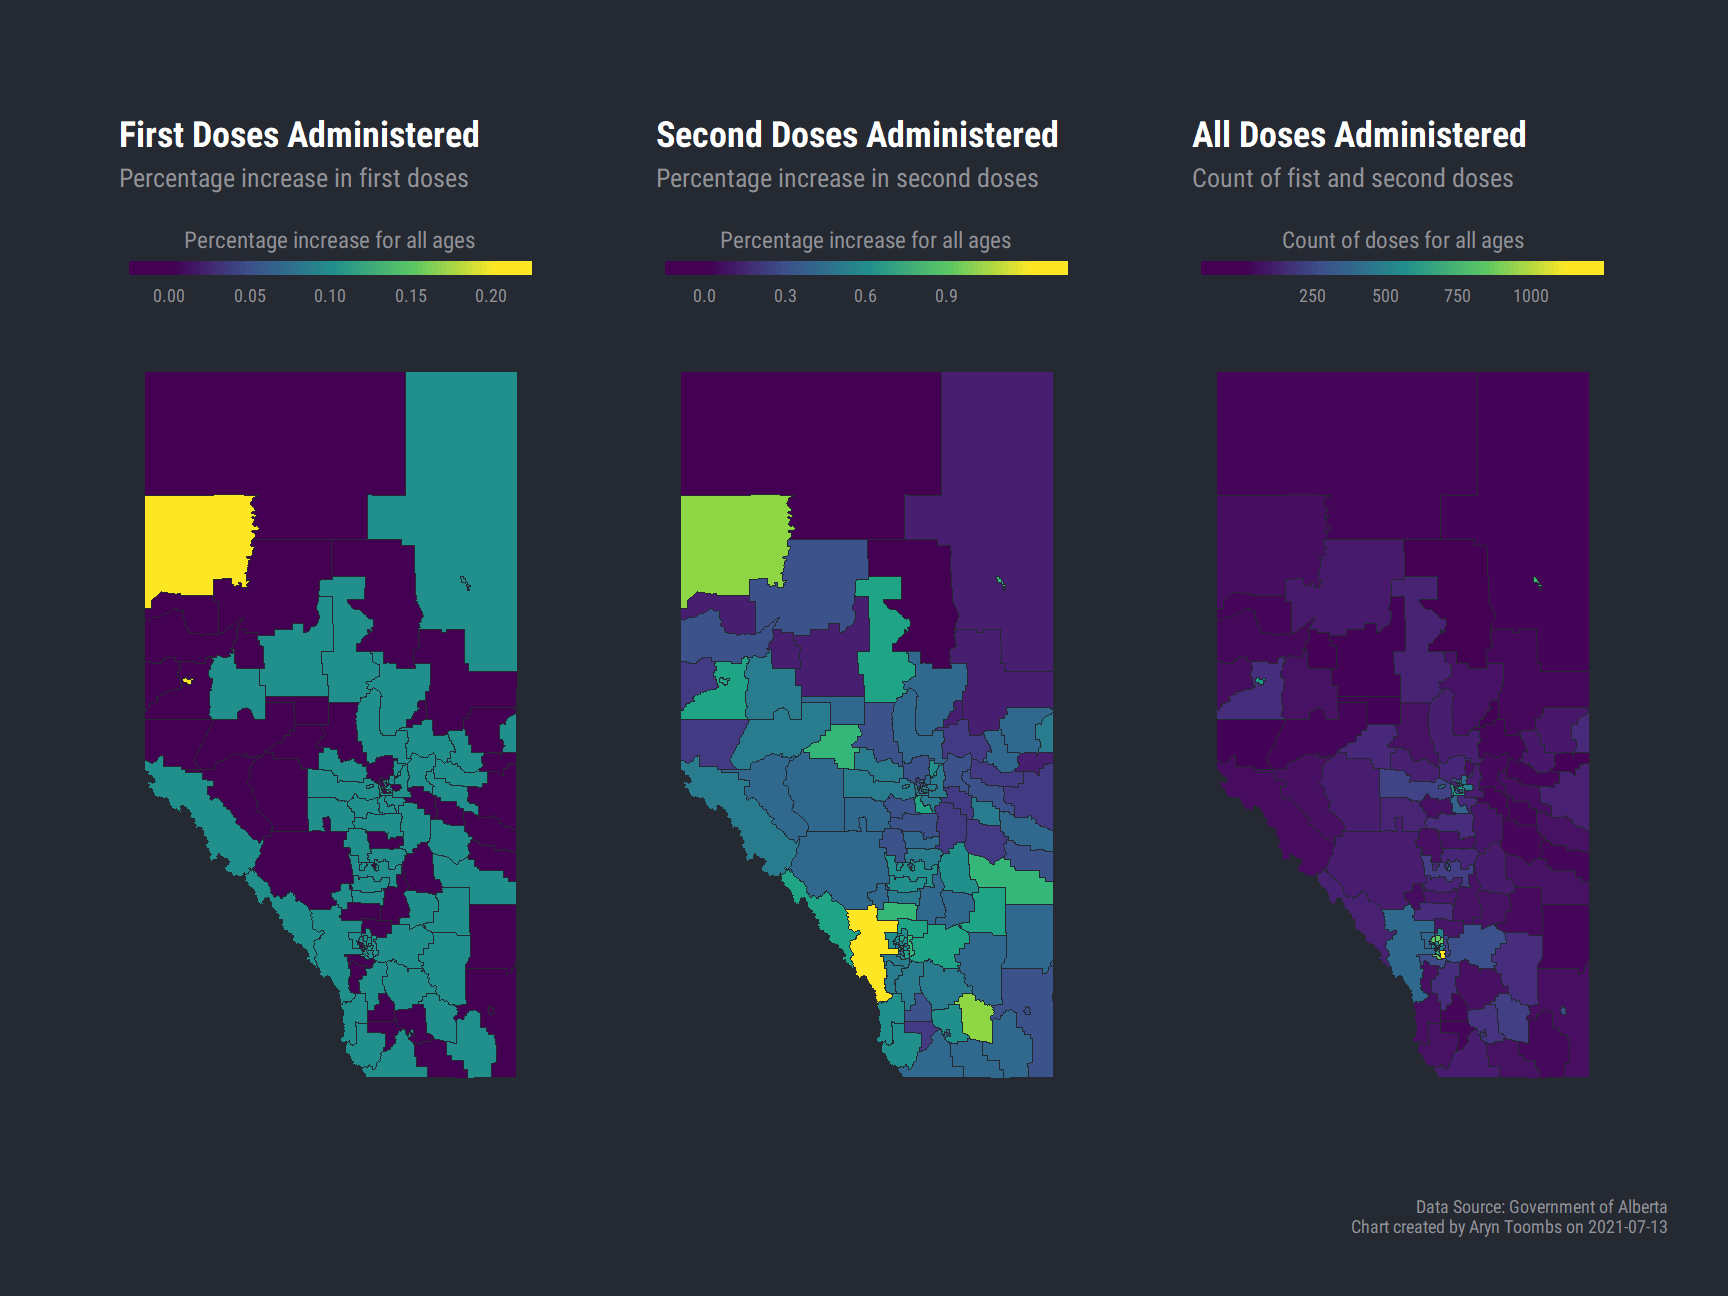 First Doses Administered
Percentage increase in first doses
Percentage increase for all ages
0.00 0.05 0.10 0.15 0.20
Second Doses Administered
Percentage increase in second doses
Percentage increase for all ages
0.0 0.3 0.6 0.9
All Doses Administered
Count of fist and second doses
Count of doses for all ages
250 500 750 1000
Data Source: Government of Alberta
Chart created by Aryn Toombs on 2021-07-13